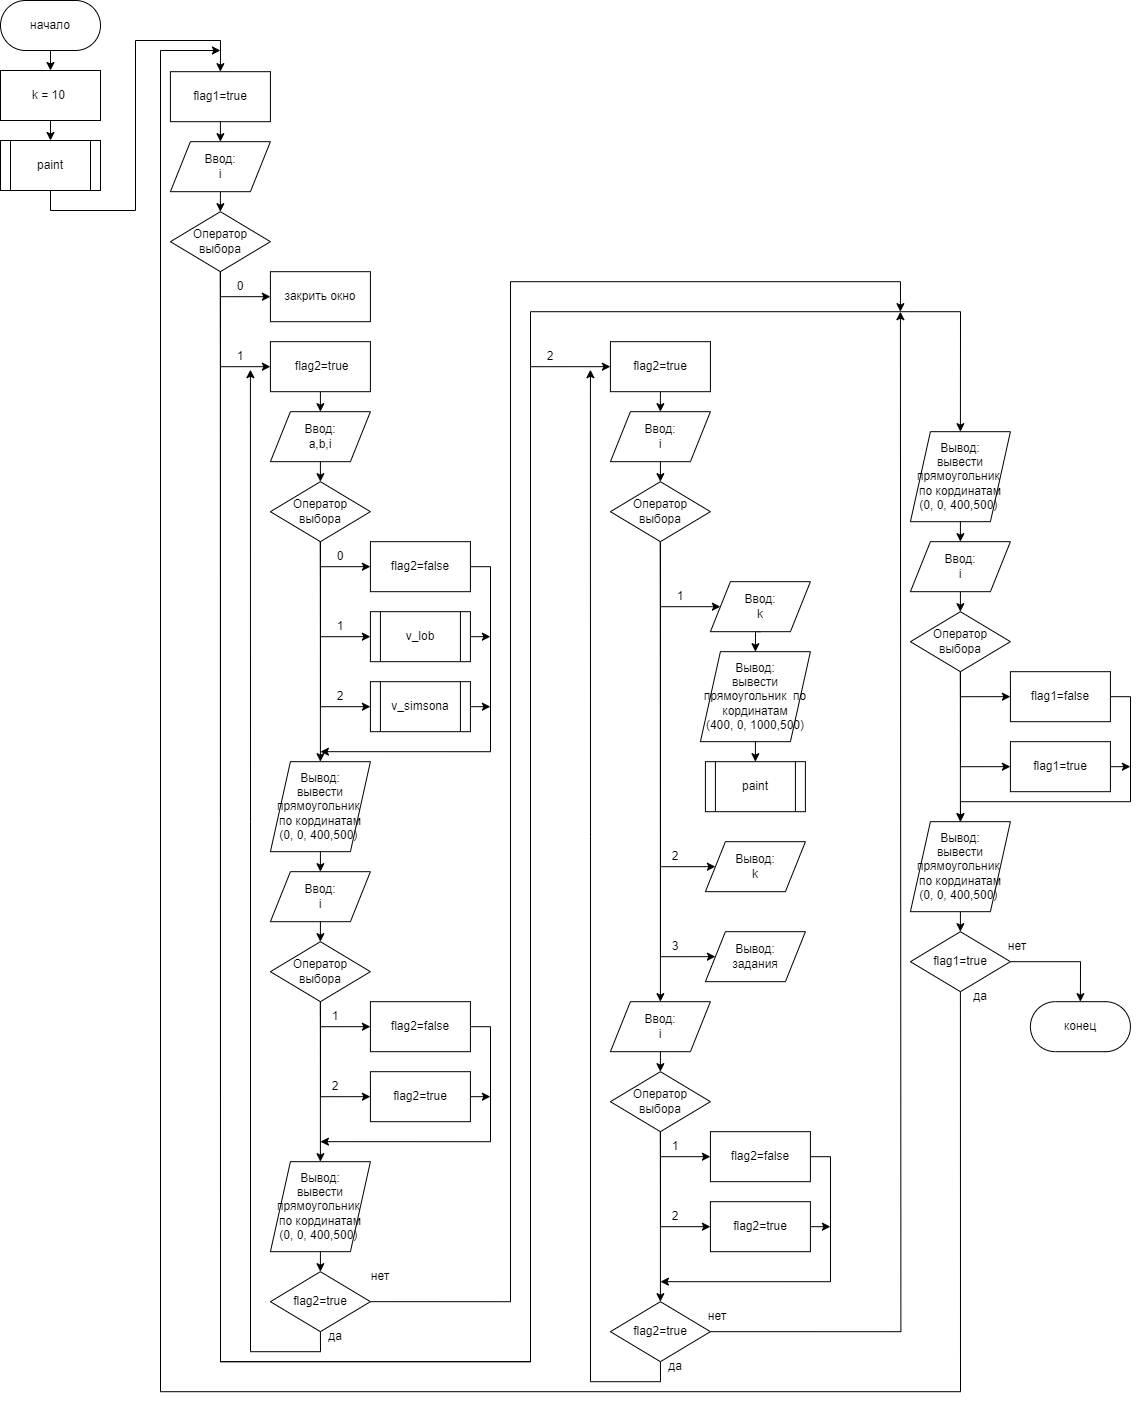 начало
k = 10
paint
flag1=true
Ввод:
i
Оператор
выбора
0
закрить окно
1
flag2=true
Ввод:
a,b,i
Оператор
выбора
0
flag2=false
1
v_lob
2
v_simsona
Вывод:
вывести
прямоугольник
по кординатам
(0, 0, 400,500)
Ввод:
i
Оператор
выбора
1
flag2=false
2
flag2=true
Вывод:
вывести
прямоугольник
по кординатам
(0, 0, 400,500)
flag2=true
нет
да
2
flag2=true
Ввод:
i
Оператор
выбора
1
Ввод:
k
Вывод:
вывести
прямоугольник по
кординатам
(400, 0, 1000,500)
paint
2
Вывод:
k
3
Вывод:
задания
Ввод:
i
Оператор
выбора
1
flag2=false
2
flag2=true
flag2=true
нет
да
Вывод:
вывести
прямоугольник
по кординатам
(0, 0, 400,500)
Ввод:
i
Оператор
выбора
flag1=false
flag1=true
Вывод:
вывести
прямоугольник
по кординатам
(0, 0, 400,500)
flag1=true
нет
да
конец